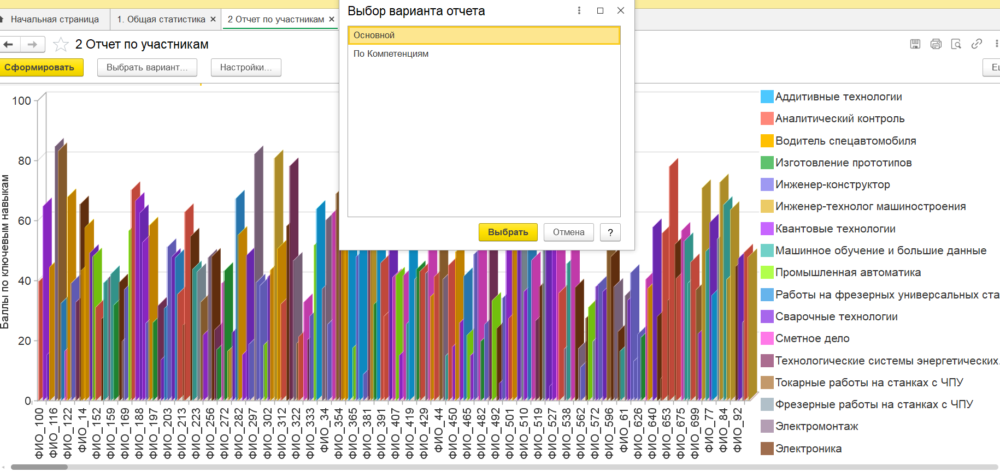 Выбор варианта отчета
Начальная страница
1. Общая статистика
2 Отчет по участникам
Основной
По Компетенциям
2 Отчет по участникам
Сформировать
Выбрать вариант...
Настройки...
Выбрать
Отмена
?
Баллы по ключевым навыкам
100
80
60
40
20
0
ФИО_100
ФИО_116
ФИО_122
ФИО_14
ФИО_152
ФИО_159
ФИО_169
ФИО_188
ФИО_197
ФИО_203
ФИО_213
ФИО_223
ФИО_256
ФИО_272
ФИО_282
ФИО_297
ФИО_302
ФИО_312
ФИО_322
ФИО_333
ФИО_34
ФИО_354
ФИО_365
ФИО_381
ФИО_391
ФИО_407
ФИО_419
ФИО_429
ФИО_44
ФИО_450
ФИО_465
ФИО_482
ФИО_492
ФИО_501
ФИО_510
ФИО_519
ФИО_527
ФИО_538
ФИО_562
ФИО_572
ФИО_596
ФИО_61
ФИО_626
ФИО_640
ФИО_653
ФИО_675
ФИО_699
ФИО_77
ФИО_84
ФИО_92
Аддитивные технологии
Аналитический контроль
Водитель спецавтомобиля
Изготовление прототипов
Инженер-конструктор
Инженер-технолог машиностроения
Квантовые технологии
Машинное обучение и большие данные
Промышленная автоматика
Работы на фрезерных универсальных ста
Сварочные технологии
Сметное дело
Технологические системы энергетических
Токарные работы на станках с ЧПУ
Фрезерные работы на станках с ЧПУ
Электромонтаж
Электроника